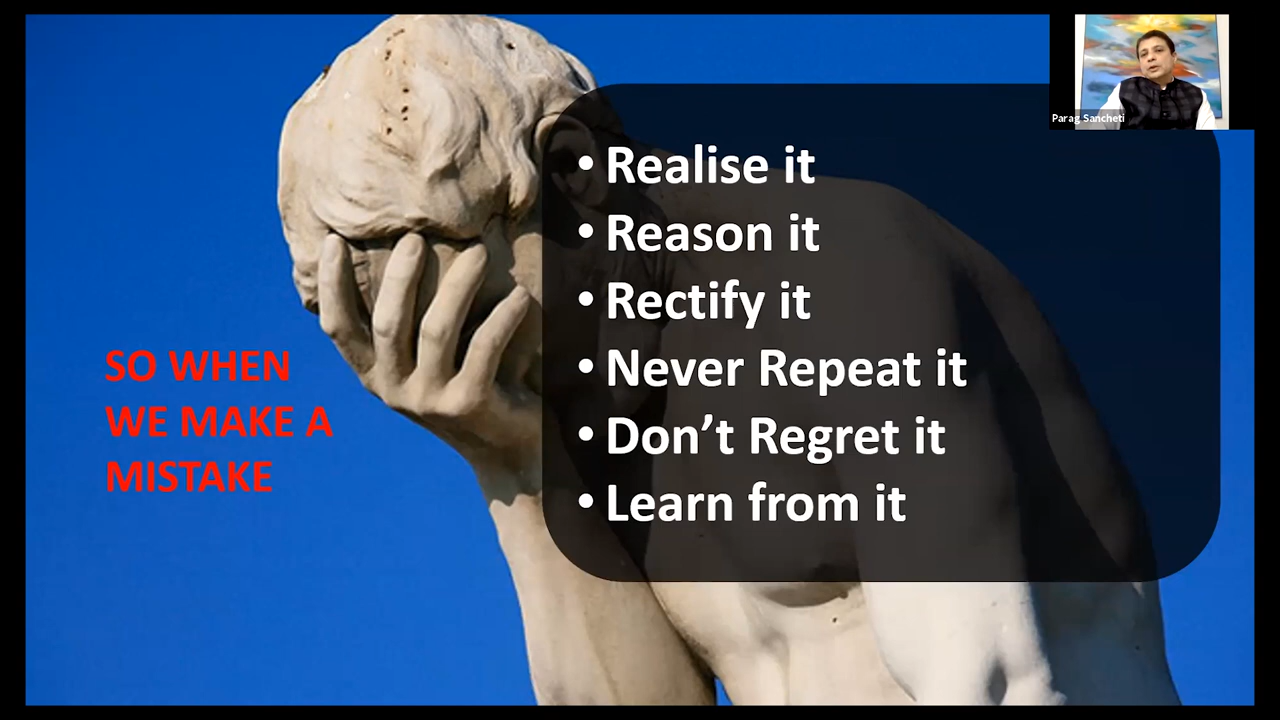 Parag Sancheti
SO WHEN
WE MAKE A
MISTAKE
• Realise it
• Reason it
• Rectify it
• Never Repeat it
• Don’t Regret it
• Learn from it